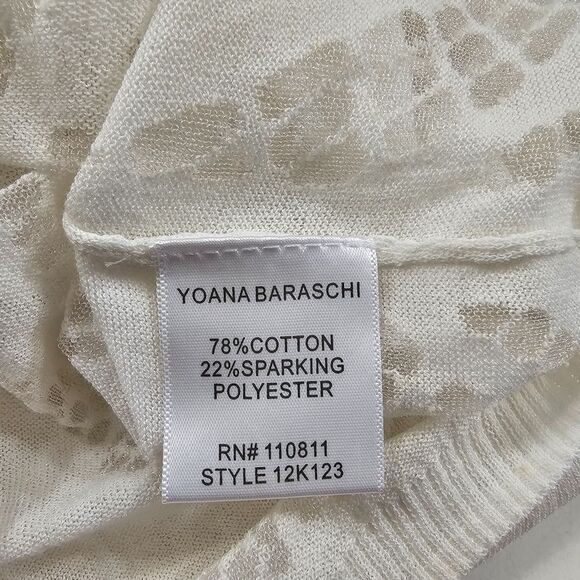 YOANA BARASCHI
78%COTTON
22%SPARKING
POLYESTER
RN# 110811
STYLE 12K123